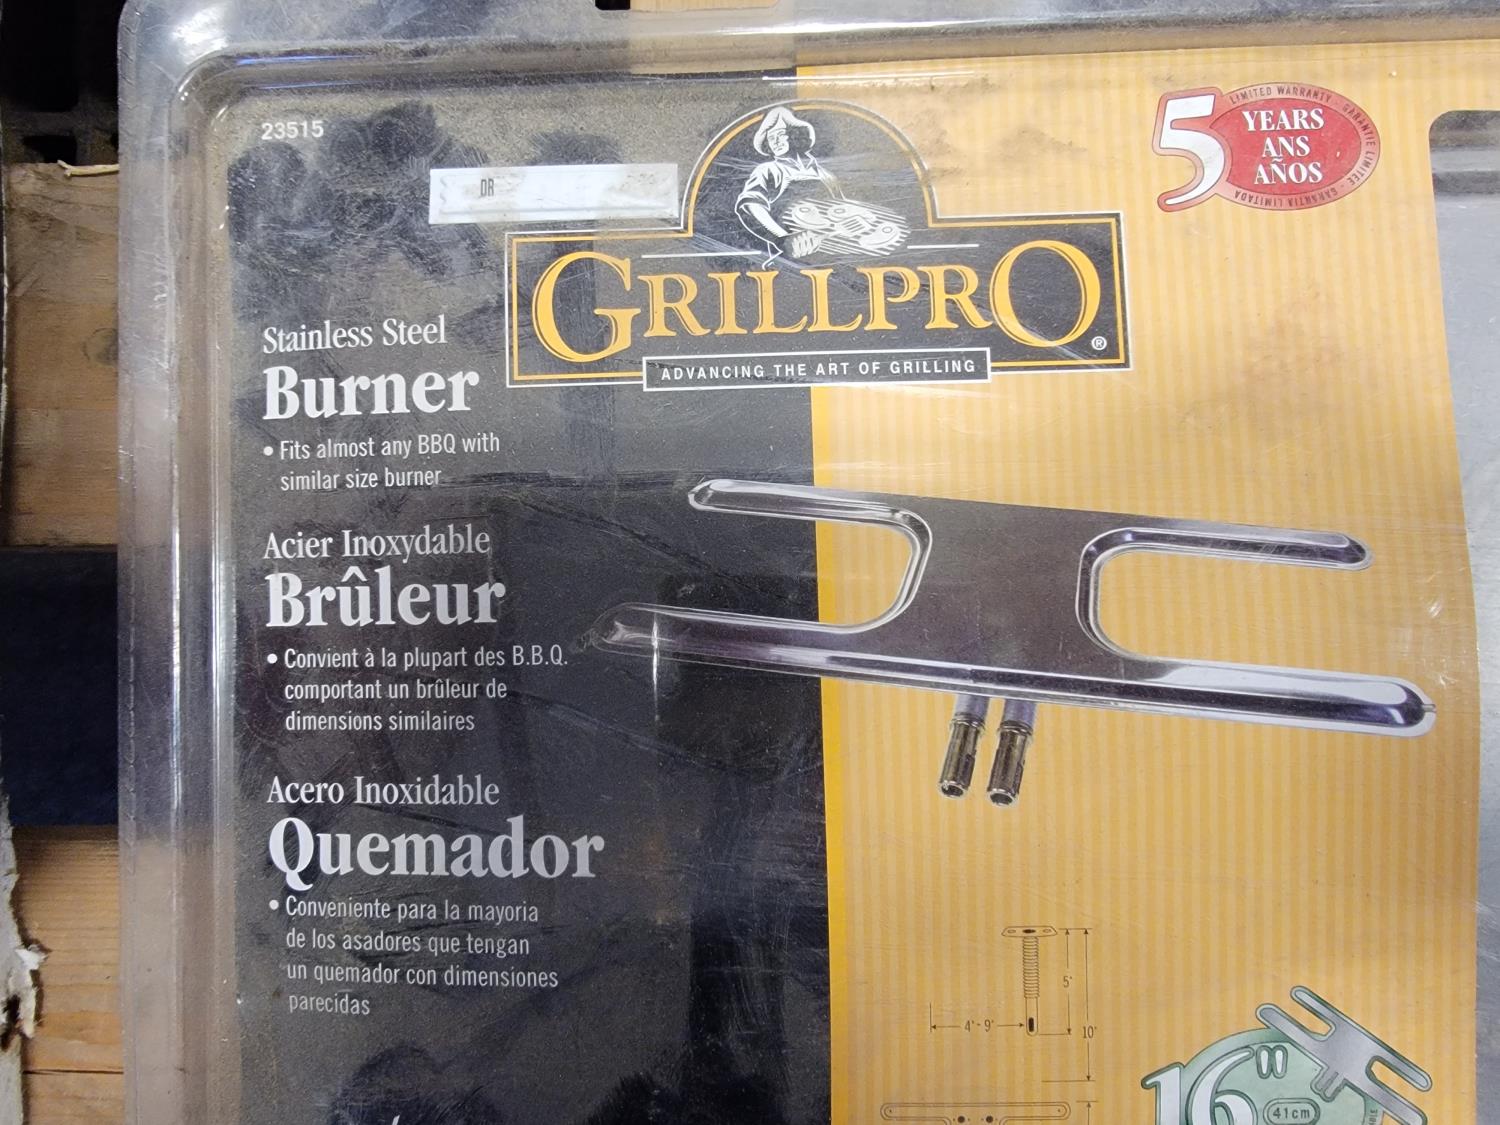 23515
DR
GRILLPRO®
ADVANCING THE ART OF GRILLING
5
LIMITED WARRANTY · GARANTIE LIMITÉE · GARANTIA LIMITADA
YEARS
ANS
AÑOS
Stainless Steel
Burner
• Fits almost any BBQ with
similar size burner
Acier Inoxydable
Brûleur
• Convient à la plupart des B.B.Q.
comportant un brûleur de
dimensions similaires
Acero Inoxidable
Quemador
• Conveniente para la mayoria
de los asadores que tengan
un quemador con dimensiones
parecidas
5"
4" - 9"
10"
16"
41cm